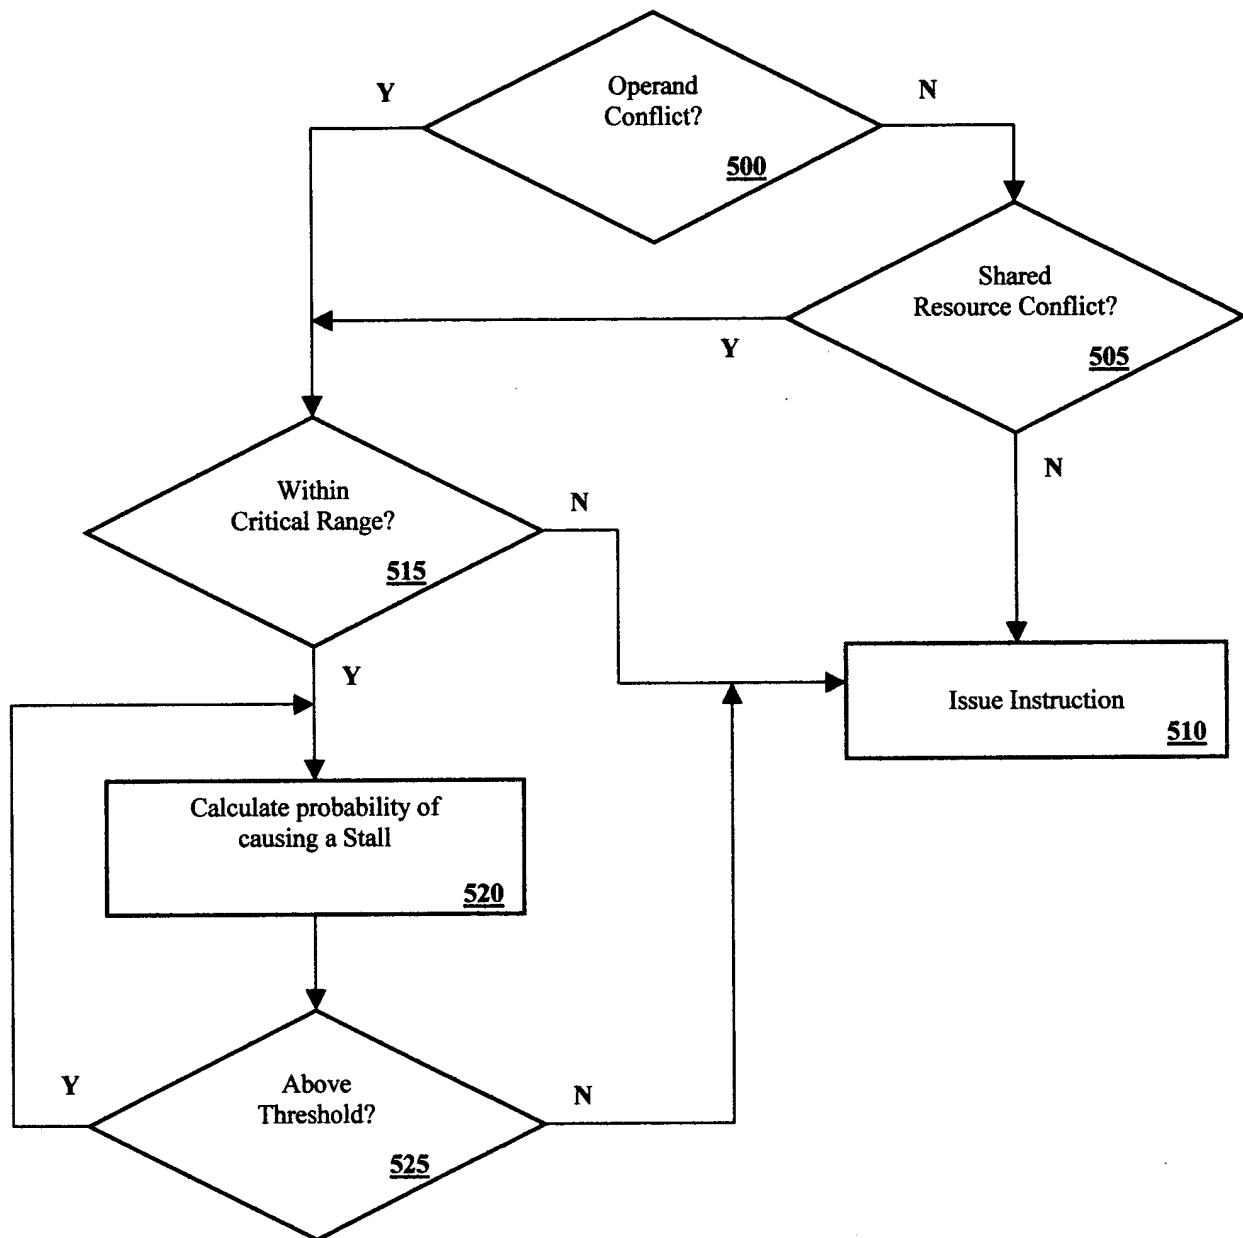 Operand
Conflict?
500
Y
N
Shared
Resource Conflict?
505
Y
N
Within
Critical Range?
515
N
Y
Issue Instruction
510
Calculate probability of
causing a Stall
520
Above
Threshold?
525
Y
N